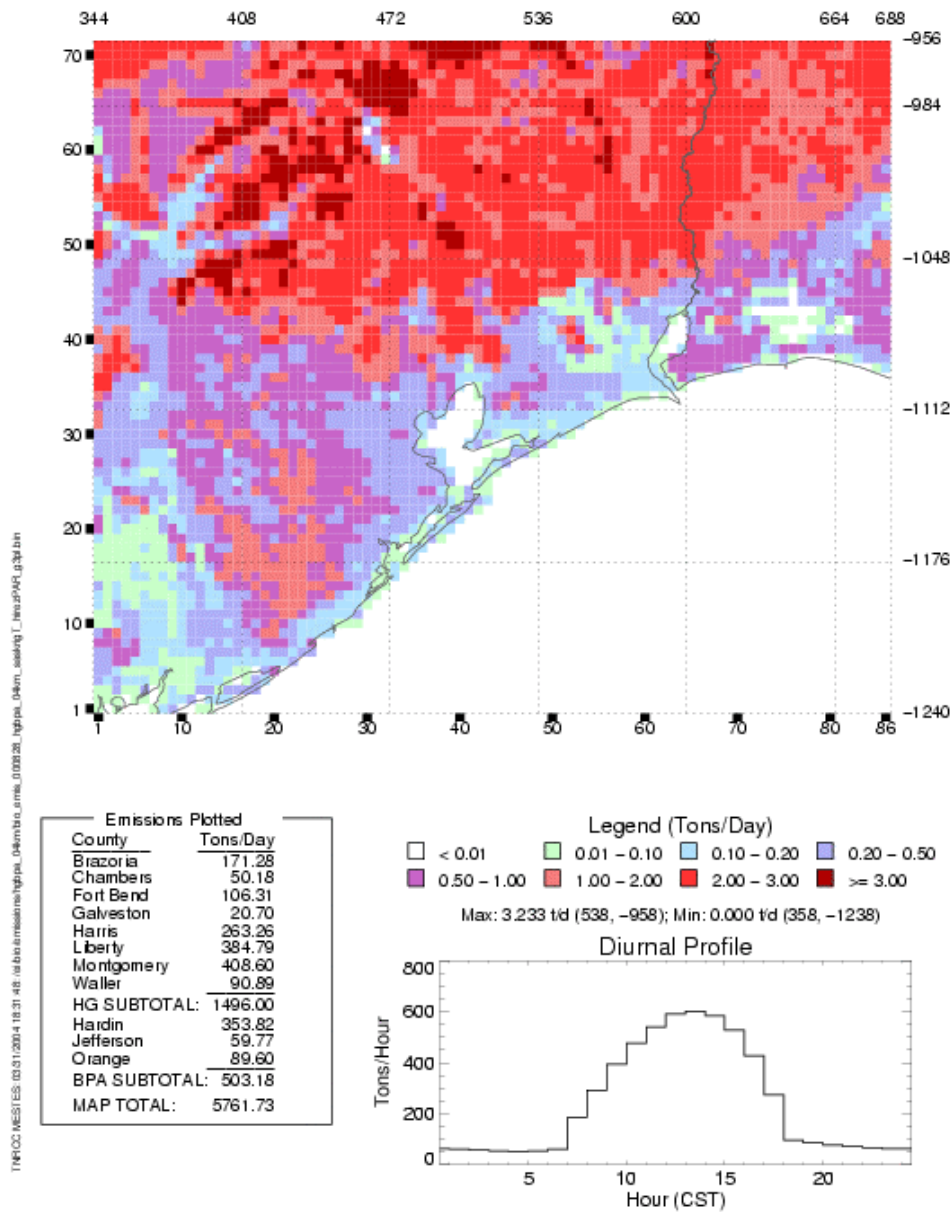 344 408 472 536 600 664 688
70 -956
-984
60
50
-1048
40
-1112
30
20
-1176
10
1 -1240
1 10 20 30 40 50 60 70 80 86
Emissions Plotted
County Tons/Day
Brazoria 171.28
Chambers 50.18
Fort Bend 106.31
Galveston 20.70
Harris 263.26
Liberty 384.79
Montgomery 408.60
Waller 90.89
HG SUBTOTAL: 1496.00
Hardin 353.82
Jefferson 59.77
Orange 89.60
BPA SUBTOTAL: 503.18
MAP TOTAL: 5761.73
Legend (Tons/Day)
< 0.01 0.01 - 0.10 0.10 - 0.20 0.20 - 0.50
0.50 - 1.00 1.00 - 2.00 2.00 - 3.00 >= 3.00
Max: 3.233 t/d (538, -958); Min: 0.000 t/d (358, -1238)
Diurnal Profile
Tons/Hour
800
600
400
200
0
5 10 15 20
Hour (CST)